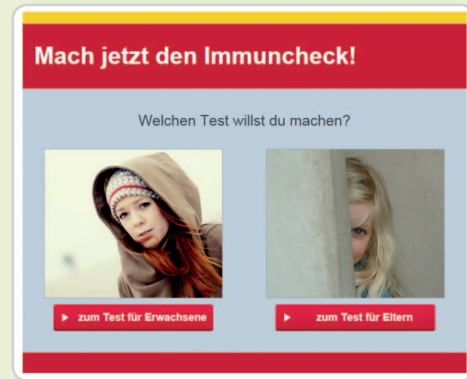 Mach jetzt den Immuncheck!
Welchen Test willst du machen?
zum Test für Erwachsene
zum Test für Eltern